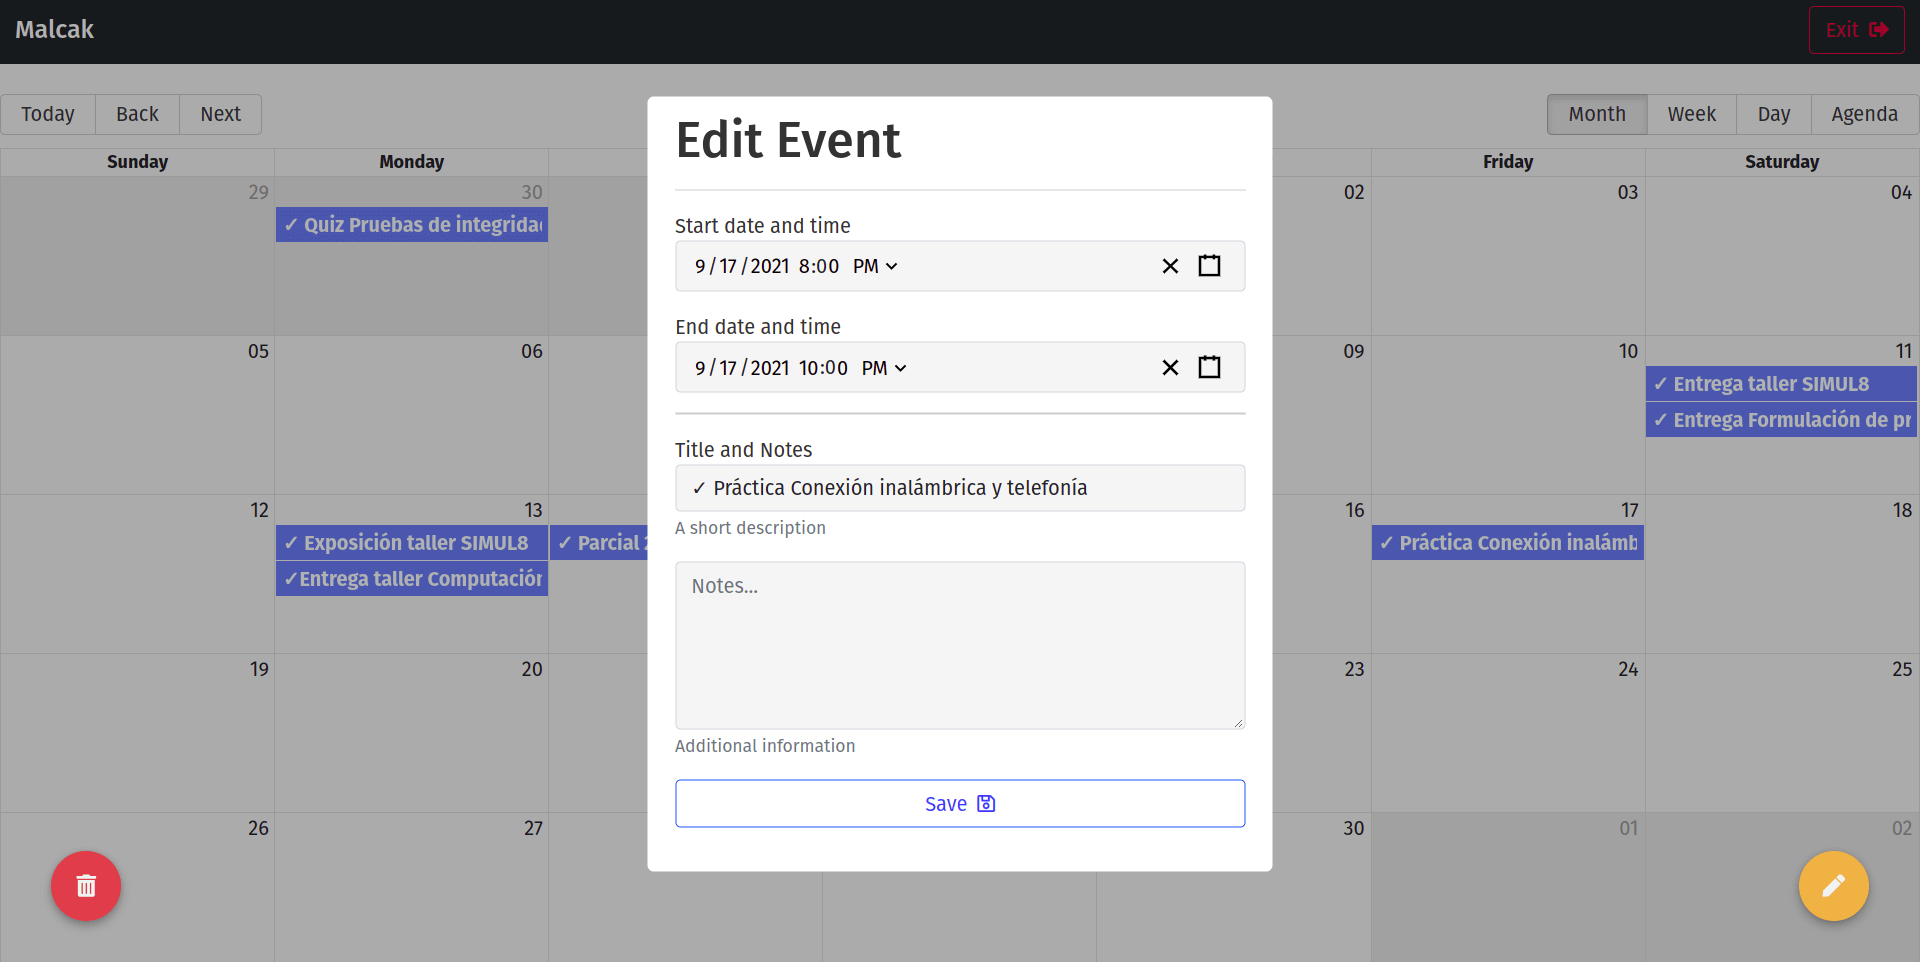 Malcak
Exit
Today Back Next
Month Week Day Agenda
Sunday Monday Friday Saturday
29 30 02 03 04
✓ Quiz Pruebas de integrida
05 06 09 10 11
✓ Entrega taller SIMUL8
✓ Entrega Formulación de pr
12 13 16 17 18
✓ Exposición taller SIMUL8
✓ Parcial
✓ Práctica Conexión inalámb
✓Entrega taller Computación
19 20 23 24 25
26 27 30 01 02
Edit Event
Start date and time
9/17/2021 8:00 PM
End date and time
9/17/2021 10:00 PM
Title and Notes
✓ Práctica Conexión inalámbrica y telefonía
A short description
Notes...
Additional information
Save